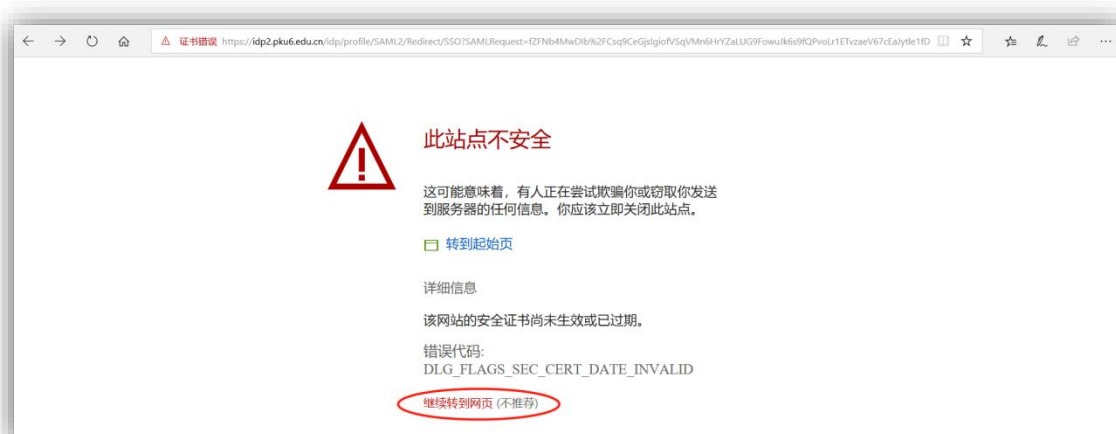 证书错误 https://idp2.pku6.edu.cn/idp/profile/SAML2/Redirect/SSO?SAMLRequest=
此站点不安全
这可能意味着，有人正在尝试欺骗你或窃取你发送
到服务器的任何信息。你应该立即关闭此站点。
转到起始页
详细信息
该网站的安全证书尚未生效或已过期。
错误代码:
DLG_FLAGS_SEC_CERT_DATE_INVALID
继续转到网页 (不推荐)